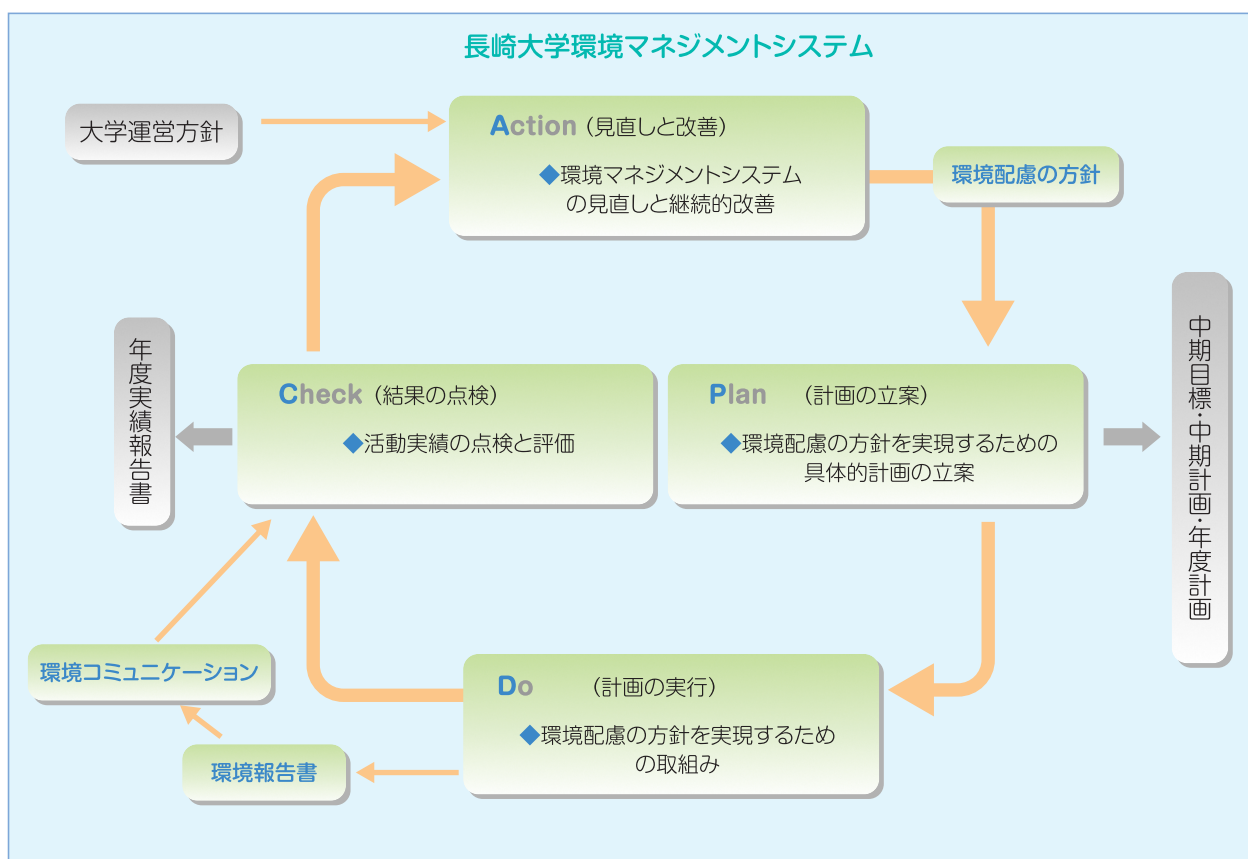 長崎大学環境マネジメントシステム
大学運営方針
Action (見直しと改善)
◆環境マネジメントシステム
の見直しと継続的改善
環境配慮の方針
年度実績報告書
Check (結果の点検)
◆活動実績の点検と評価
Plan (計画の立案)
◆環境配慮の方針を実現するための
具体的計画の立案
中期目標・中期計画・年度計画
環境コミュニケーション
Do (計画の実行)
◆環境配慮の方針を実現するため
の取組み
環境報告書